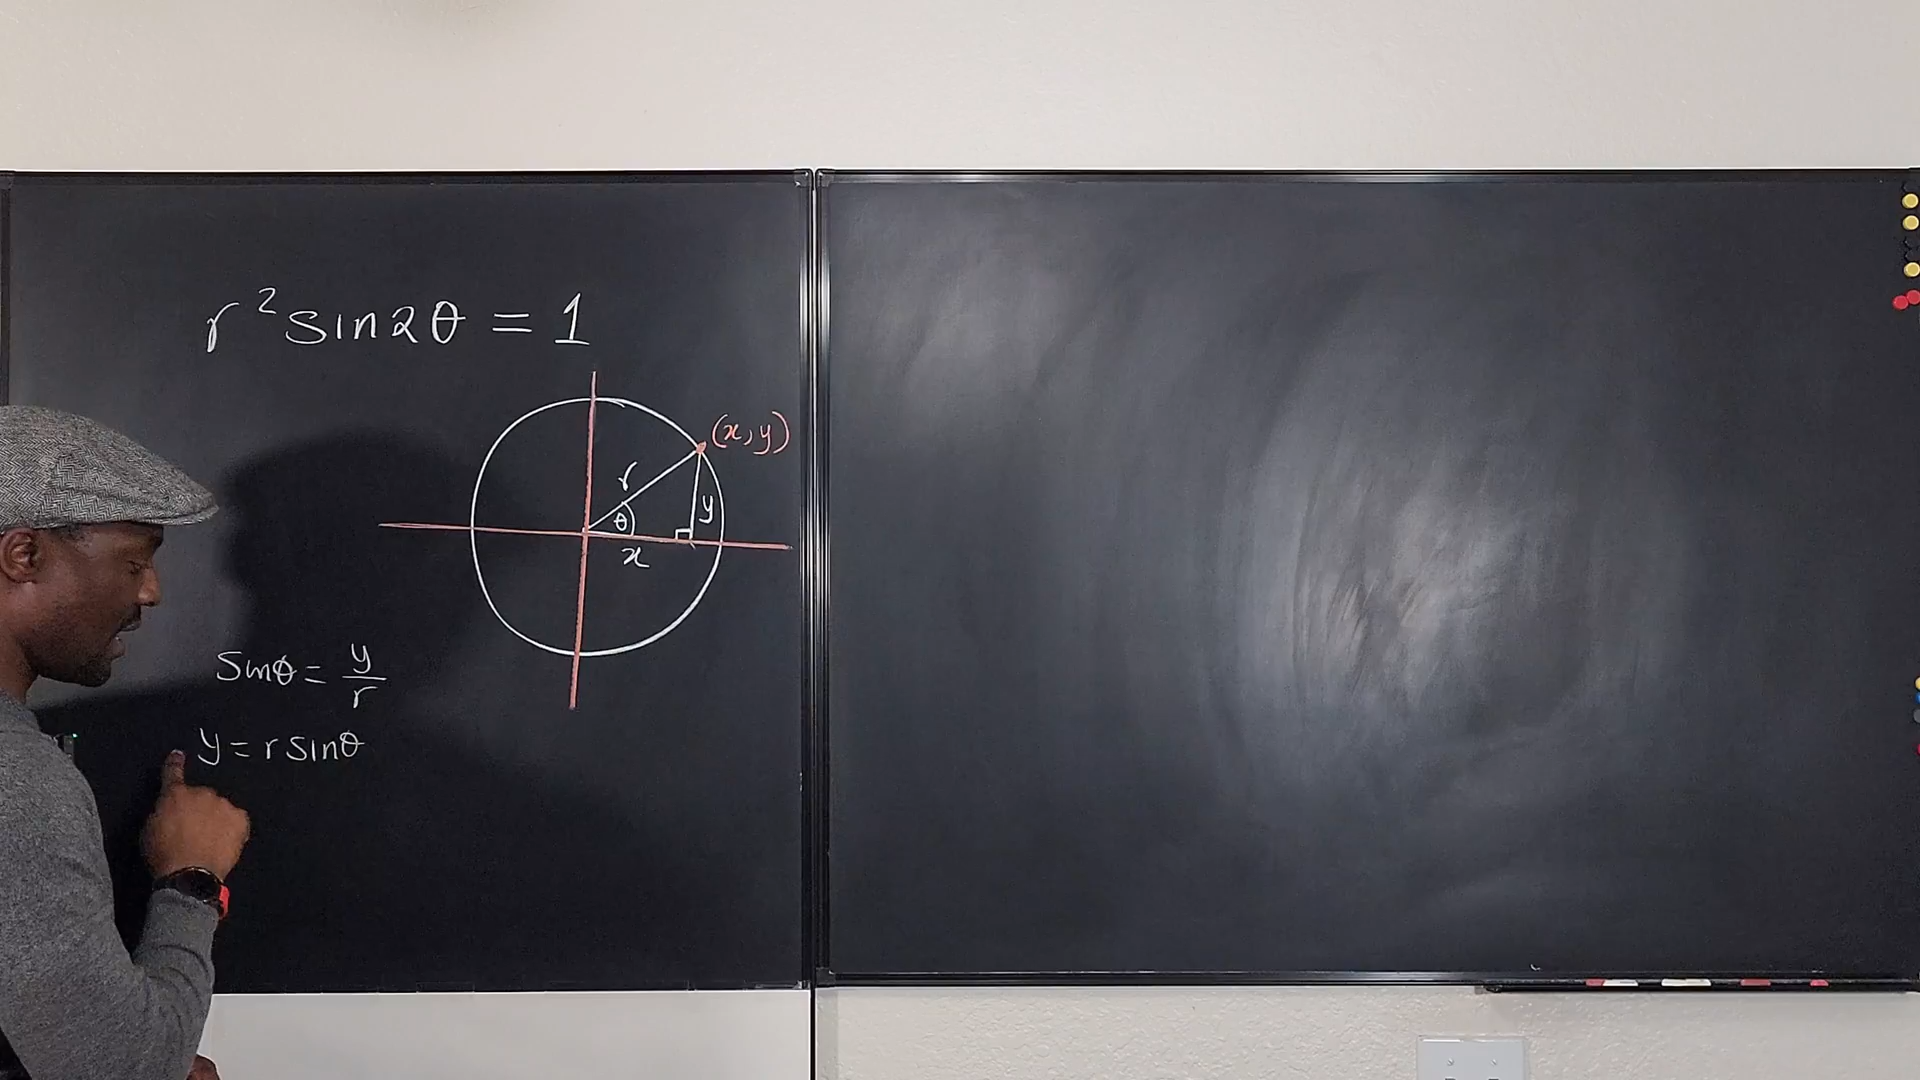 r²sin2θ = 1
(x, y)
r
θ
y
x
Sinθ = y/r
y = r sinθ